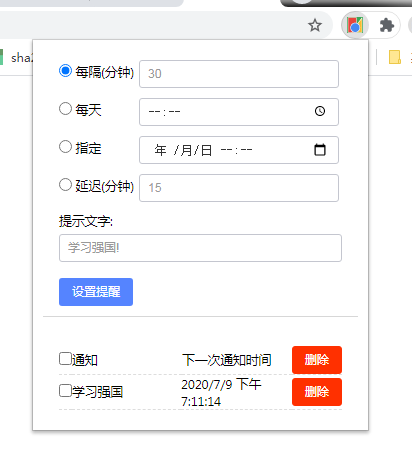 sha2
每隔(分钟) 30
每天 --:--
指定 年 /月/日 --:--
延迟(分钟) 15
提示文字:
学习强国!
设置提醒
通知 下一次通知时间 删除
学习强国 2020/7/9 下午 删除
7:11:14